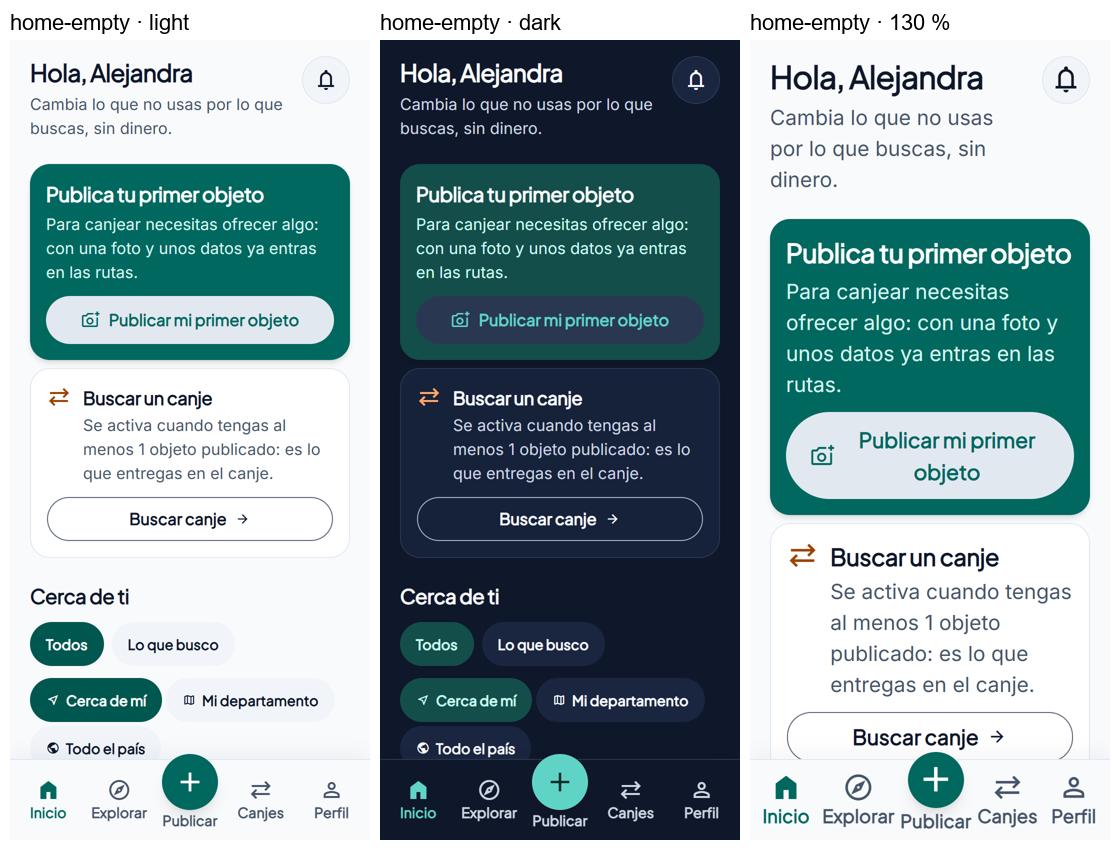 home-empty · light
Hola, Alejandra
Cambia lo que no usas por lo que
buscas, sin dinero.
Publica tu primer objeto
Para canjear necesitas ofrecer algo:
con una foto y unos datos ya entras
en las rutas.
Publicar mi primer objeto
Buscar un canje
Se activa cuando tengas al
menos 1 objeto publicado: es lo
que entregas en el canje.
Buscar canje
Cerca de ti
Todos
Lo que busco
Cerca de mí
Mi departamento
Todo el país
Inicio
Explorar
Publicar
Canjes
Perfil
home-empty · dark
Hola, Alejandra
Cambia lo que no usas por lo que
buscas, sin dinero.
Publica tu primer objeto
Para canjear necesitas ofrecer algo:
con una foto y unos datos ya entras
en las rutas.
Publicar mi primer objeto
Buscar un canje
Se activa cuando tengas al
menos 1 objeto publicado: es lo
que entregas en el canje.
Buscar canje
Cerca de ti
Todos
Lo que busco
Cerca de mí
Mi departamento
Todo el país
Inicio
Explorar
Publicar
Canjes
Perfil
home-empty · 130 %
Hola, Alejandra
Cambia lo que no usas
por lo que buscas, sin
dinero.
Publica tu primer objeto
Para canjear necesitas
ofrecer algo: con una foto y
unos datos ya entras en las
rutas.
Publicar mi primer
objeto
Buscar un canje
Se activa cuando tengas
al menos 1 objeto
publicado: es lo que
entregas en el canje.
Buscar canje
Inicio
Explorar
Publicar
Canjes
Perfil